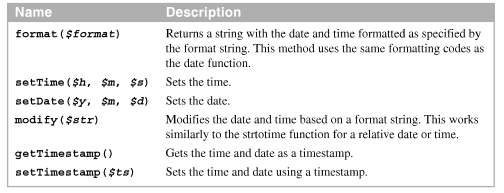 Name Description
format($format) Returns a string with the date and time formatted as specified by
the format string. This method uses the same formatting codes as
the date function.
setTime($h, $m, $s) Sets the time.
setDate($y, $m, $d) Sets the date.
modify($str) Modifies the date and time based on a format string. This works
similarly to the strtotime function for a relative date or time.
getTimestamp() Gets the time and date as a timestamp.
setTimestamp($ts) Sets the time and date using a timestamp.